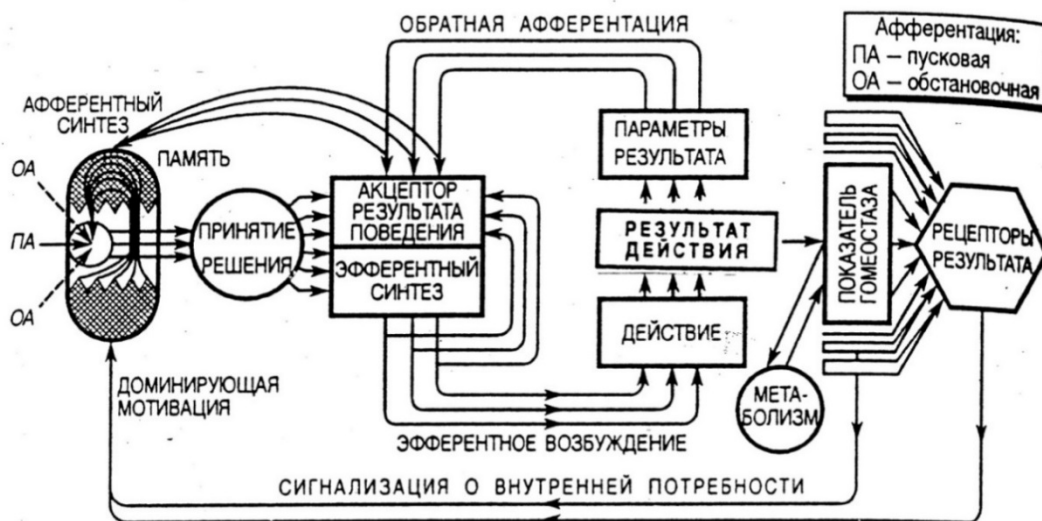 ОБРАТНАЯ АФФЕРЕНТАЦИЯ
Афферентация:
ПА – пусковая
ОА – обстановочная
АФФЕРЕНТНЫЙ
СИНТЕЗ
ПАМЯТЬ
ОА
ПА
ОА
ПРИНЯТИЕ
РЕШЕНИЯ
АКЦЕПТОР
РЕЗУЛЬТАТА
ПОВЕДЕНИЯ
ЭФФЕРЕНТНЫЙ
СИНТЕЗ
ПАРАМЕТРЫ
РЕЗУЛЬТАТА
РЕЗУЛЬТАТ
ДЕЙСТВИЯ
ДЕЙСТВИЕ
ПОКАЗАТЕЛЬ
ГОМЕОСТАЗА
РЕЦЕПТОРЫ
РЕЗУЛЬТАТА
МЕТА-
БОЛИЗМ
ДОМИНИРУЮЩАЯ
МОТИВАЦИЯ
ЭФФЕРЕНТНОЕ ВОЗБУЖДЕНИЕ
СИГНАЛИЗАЦИЯ О ВНУТРЕННЕЙ ПОТРЕБНОСТИ